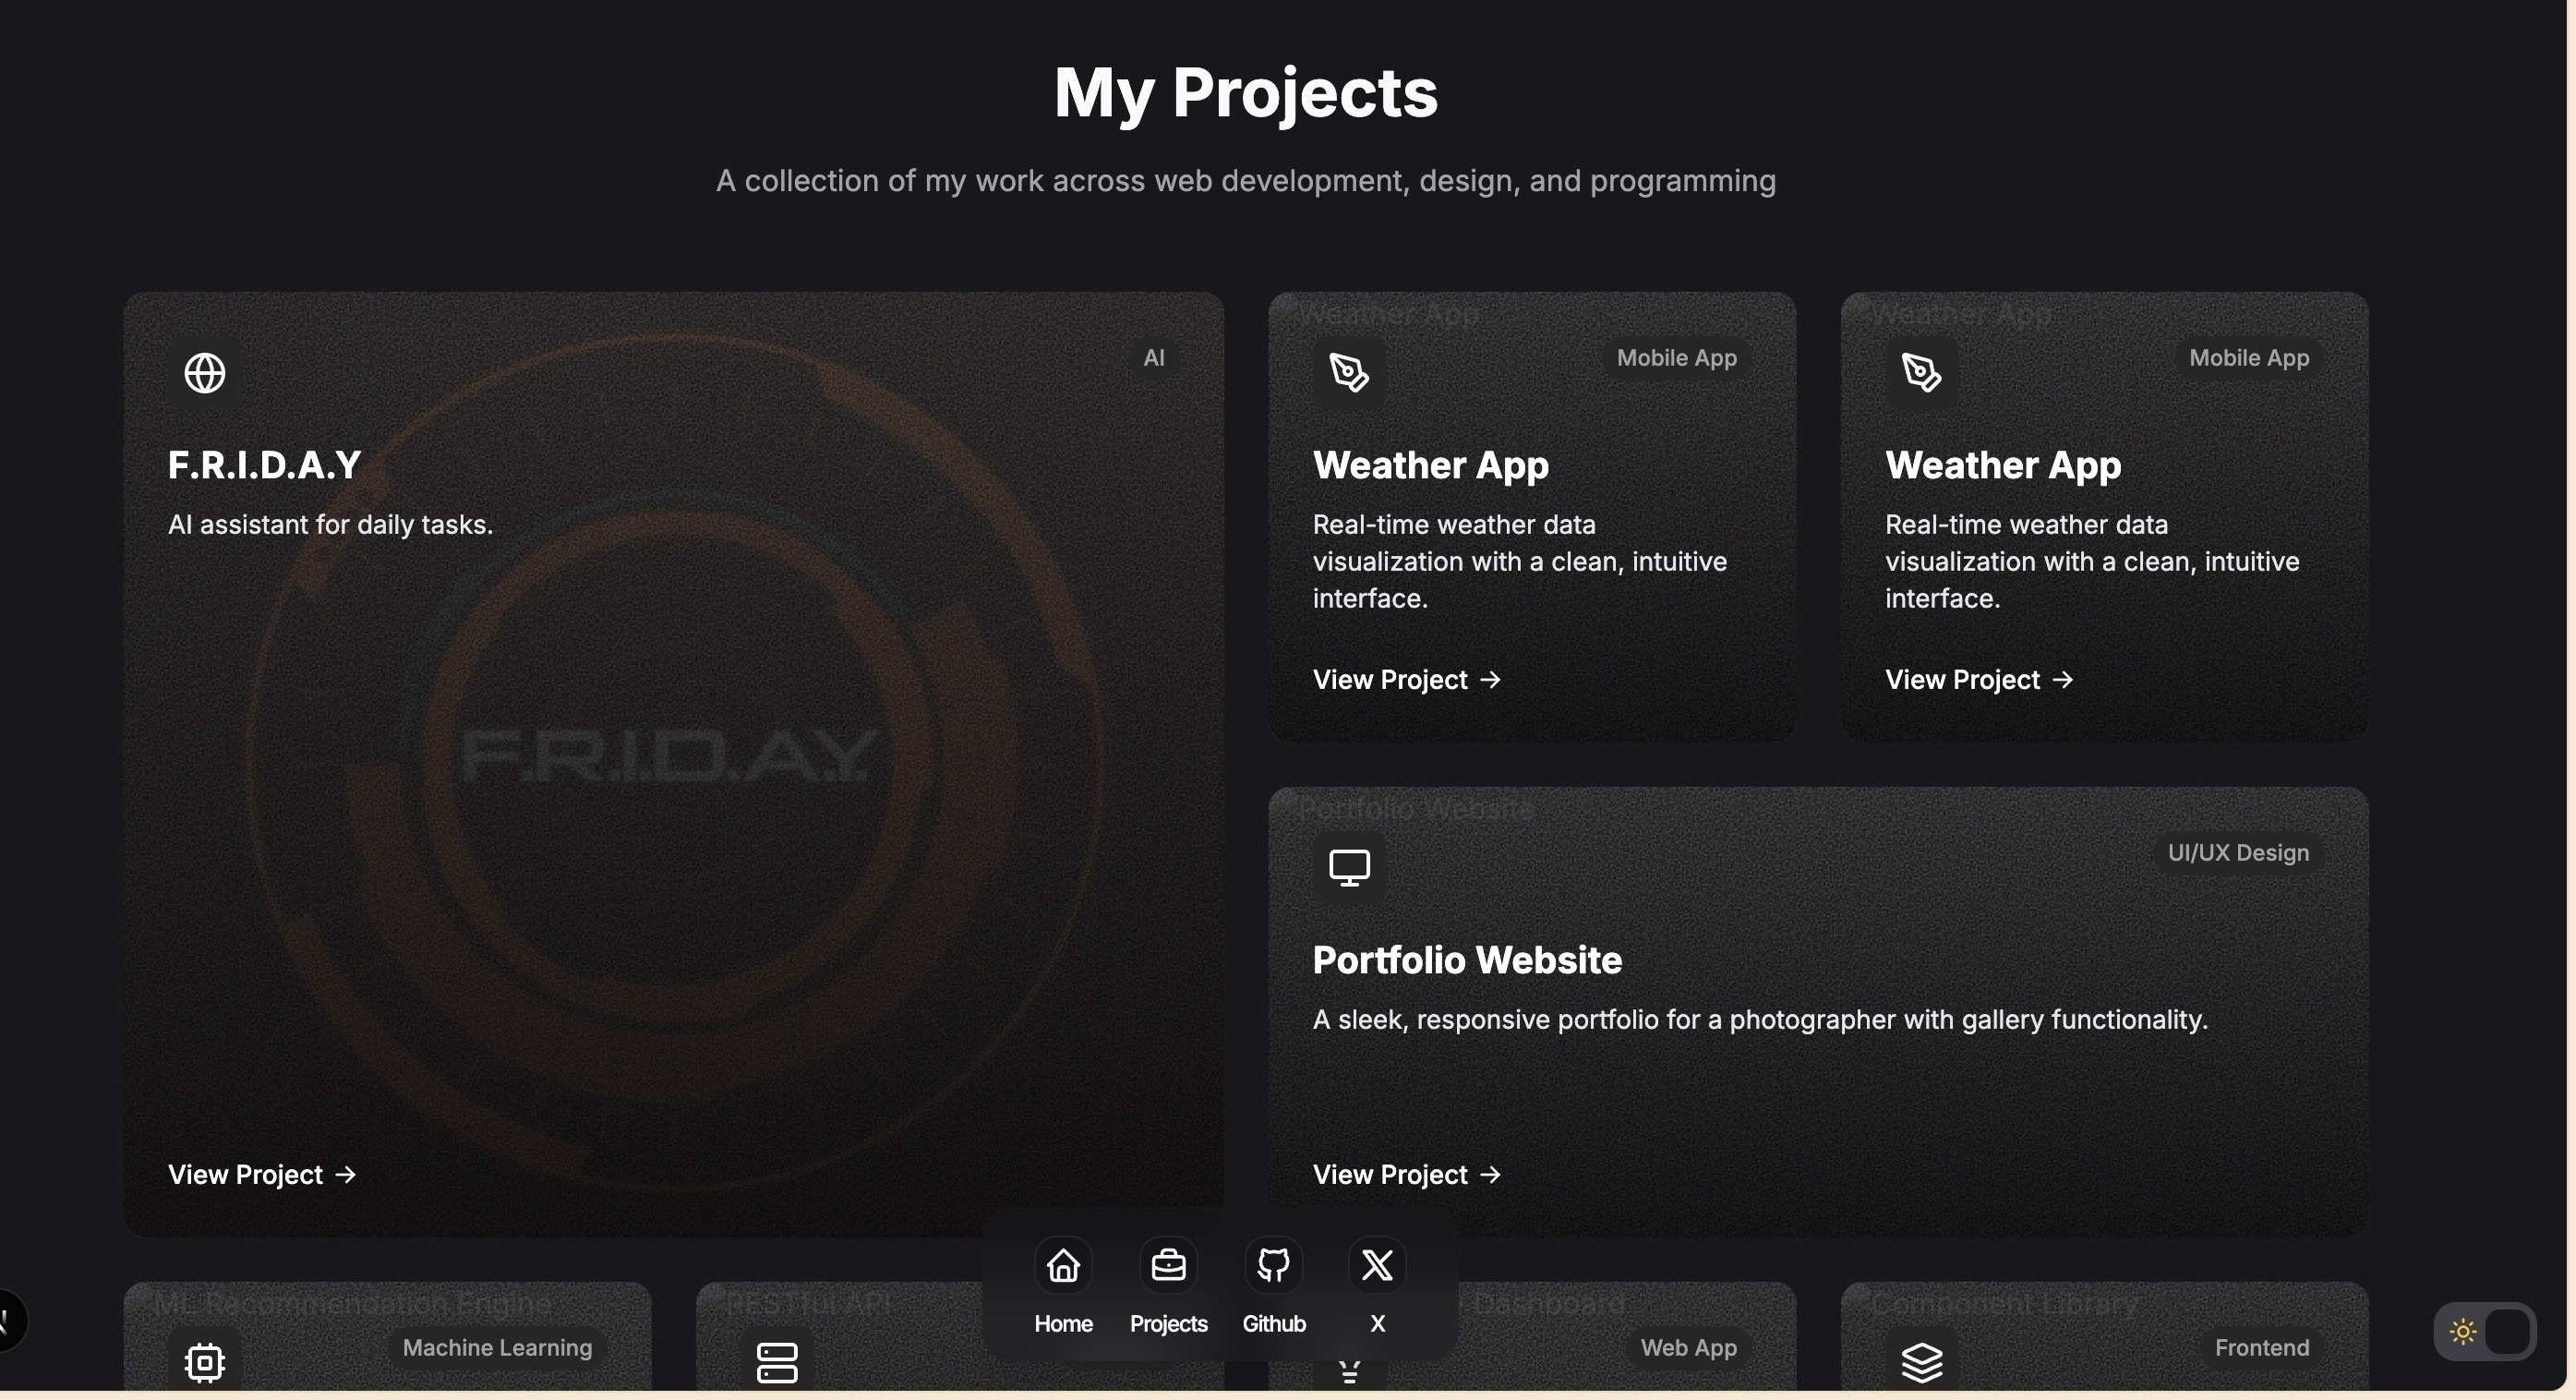 My Projects
A collection of my work across web development, design, and programming
AI
F.R.I.D.A.Y
AI assistant for daily tasks.
F.R.I.D.A.Y.
View Project →
Weather App
Mobile App
Weather App
Real-time weather data
visualization with a clean, intuitive
interface.
View Project →
Weather App
Mobile App
Weather App
Real-time weather data
visualization with a clean, intuitive
interface.
View Project →
Portfolio Website
UI/UX Design
Portfolio Website
A sleek, responsive portfolio for a photographer with gallery functionality.
View Project →
ML Recommendation Engine
Machine Learning
RESTful API
Dashboard
Web App
Component Library
Frontend
Home
Projects
Github
X